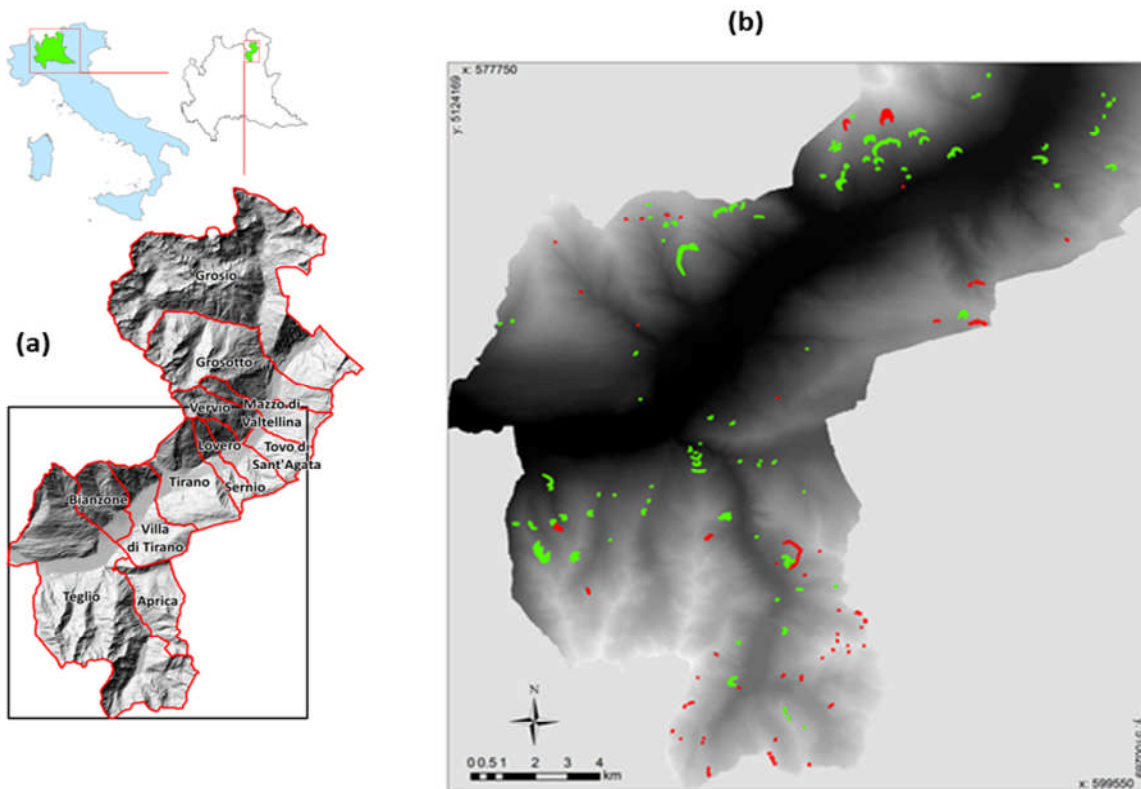 (b)
x: 577750
y: 5124169
(a)
Grosio
Grosotto
Vervio
Mazzo di
Valtellina
Lovero
Tovo di
Sant'Agata
Tirano
Sernio
Bianzone
Villa
di Tirano
Teglio
Aprica
N
0 0.5 1 2 3 4
km
x: 599550